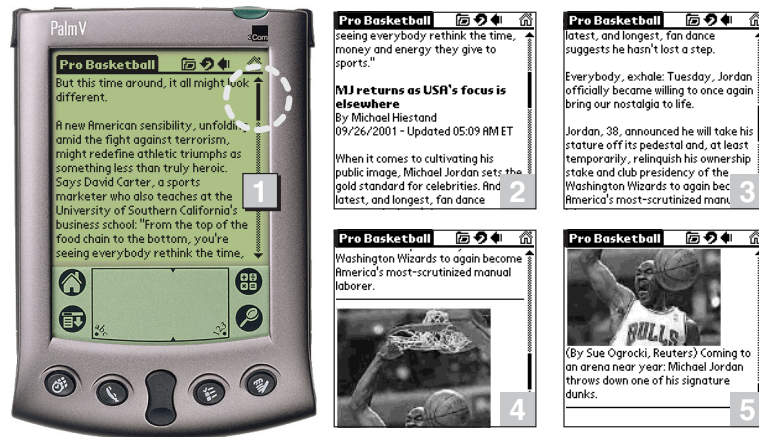 Palm V
3Com
Pro Basketball
But this time around, it all might look
different.
A new American sensibility, unfolding
amid the fight against terrorism,
might redefine athletic triumphs as
something less than truly heroic.
Says David Carter, a sports
marketer who also teaches at the
University of Southern California's
business school: "From the top of the
food chain to the bottom, you're
seeing everybody rethink the time,
1
abc
123
Pro Basketball
seeing everybody rethink the time,
money and energy they give to
sports."
MJ returns as USA's focus is
elsewhere
By Michael Hiestand
09/26/2001 - Updated 05:09 AM ET
When it comes to cultivating his
public image, Michael Jordan sets the
gold standard for celebrities. And
latest, and longest, fan dance
2
Pro Basketball
latest, and longest, fan dance
suggests he hasn't lost a step.
Everybody, exhale: Tuesday, Jordan
officially became willing to once again
bring our nostalgia to life.
Jordan, 38, announced he will take his
stature off its pedestal and, at least
temporarily, relinquish his ownership
stake and club presidency of the
Washington Wizards to again
America's most-scrutinized
3
Pro Basketball
Washington Wizards to again become
America's most-scrutinized manual
laborer.
4
Pro Basketball
BULLS
(By Sue Ogrocki, Reuters) Coming to
an arena near year: Michael Jordan
throws down one of his signature
dunks.
5